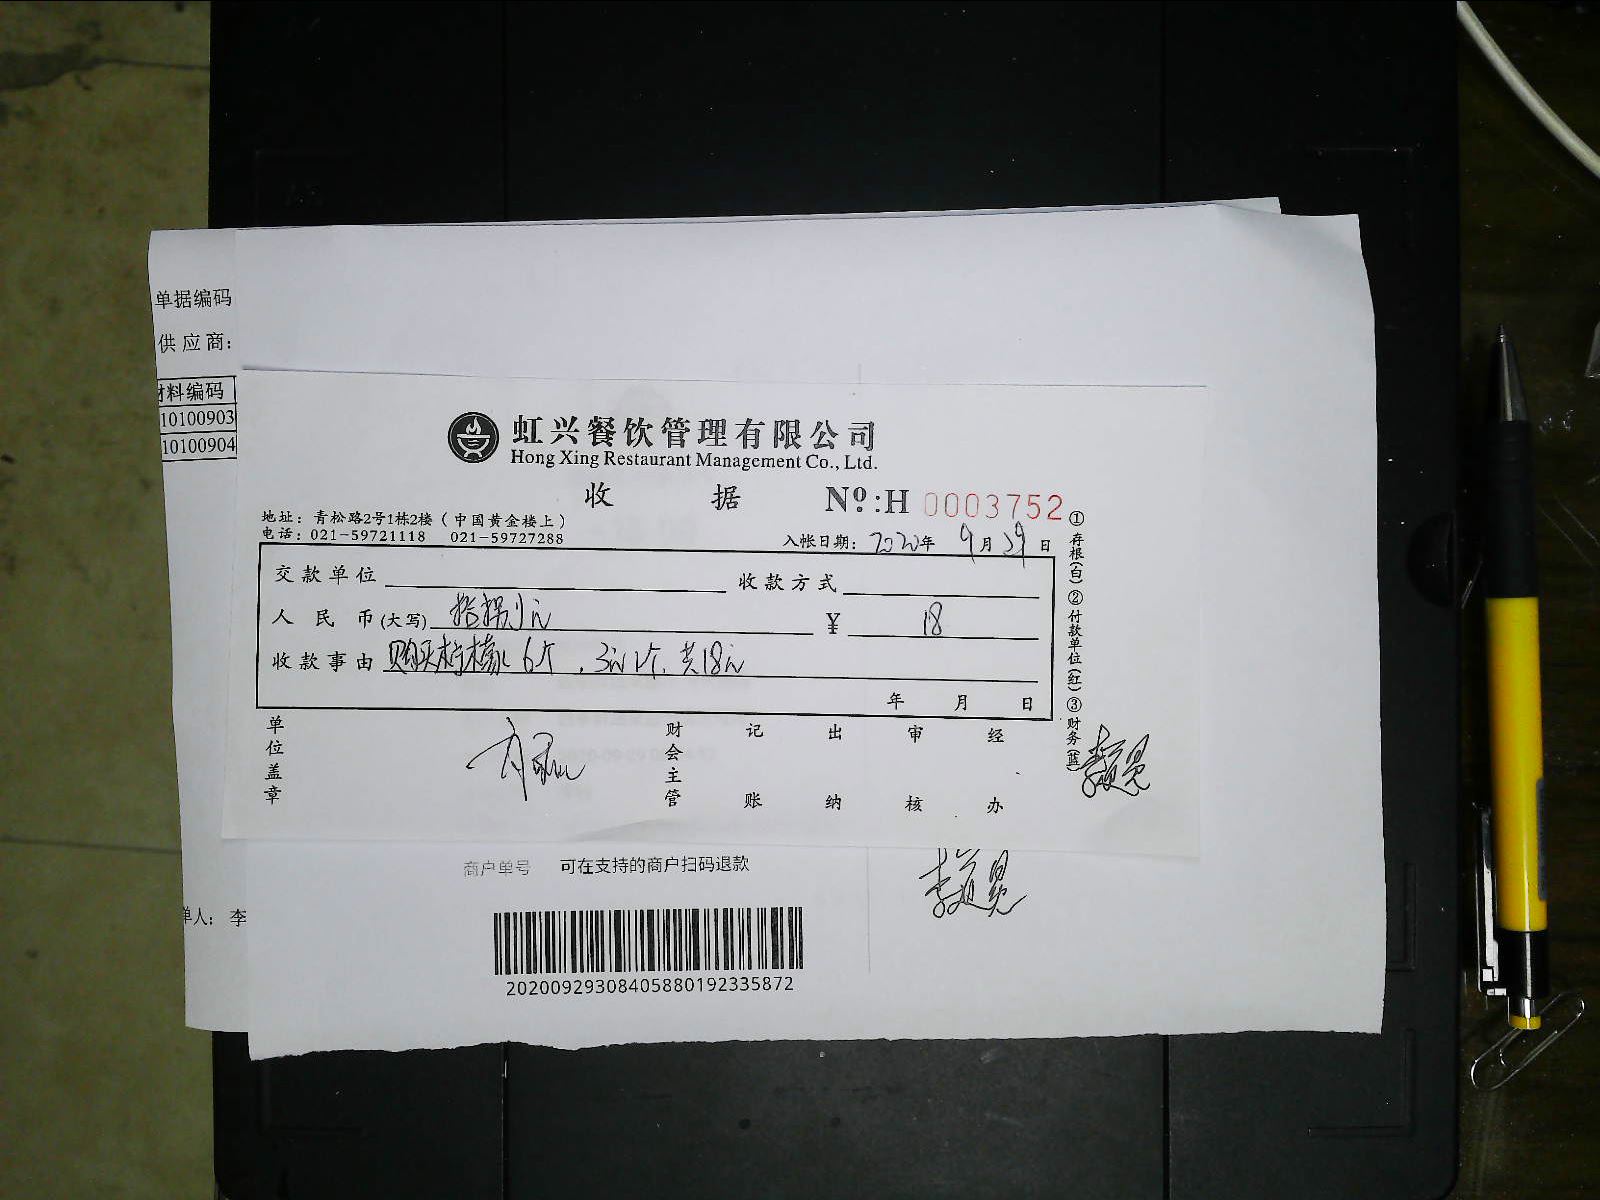 单据编码
供应商:
材料编码
10100903
10100904
虹兴餐饮管理有限公司
Hong Xing Restaurant Management Co., Ltd.
收 据 Nº:H 0003752
地址:青松路2号1栋2楼(中国黄金楼上)
电话:021-59721118 021-59727288
入帐日期: 2020年 9月 29日
交款单位 收款方式
人民币(大写) 拾捌元 ¥ 18
收款事由 购买柠檬 6个, 3元1个, 共18元
年 月 日
单位盖章 财会主管 记账 出纳 审核 经办
①存根(白)②付款单位(红)③财务(蓝)
商户单号 可在支持的商户扫码退款
单人: 李
20200929308405880192335872